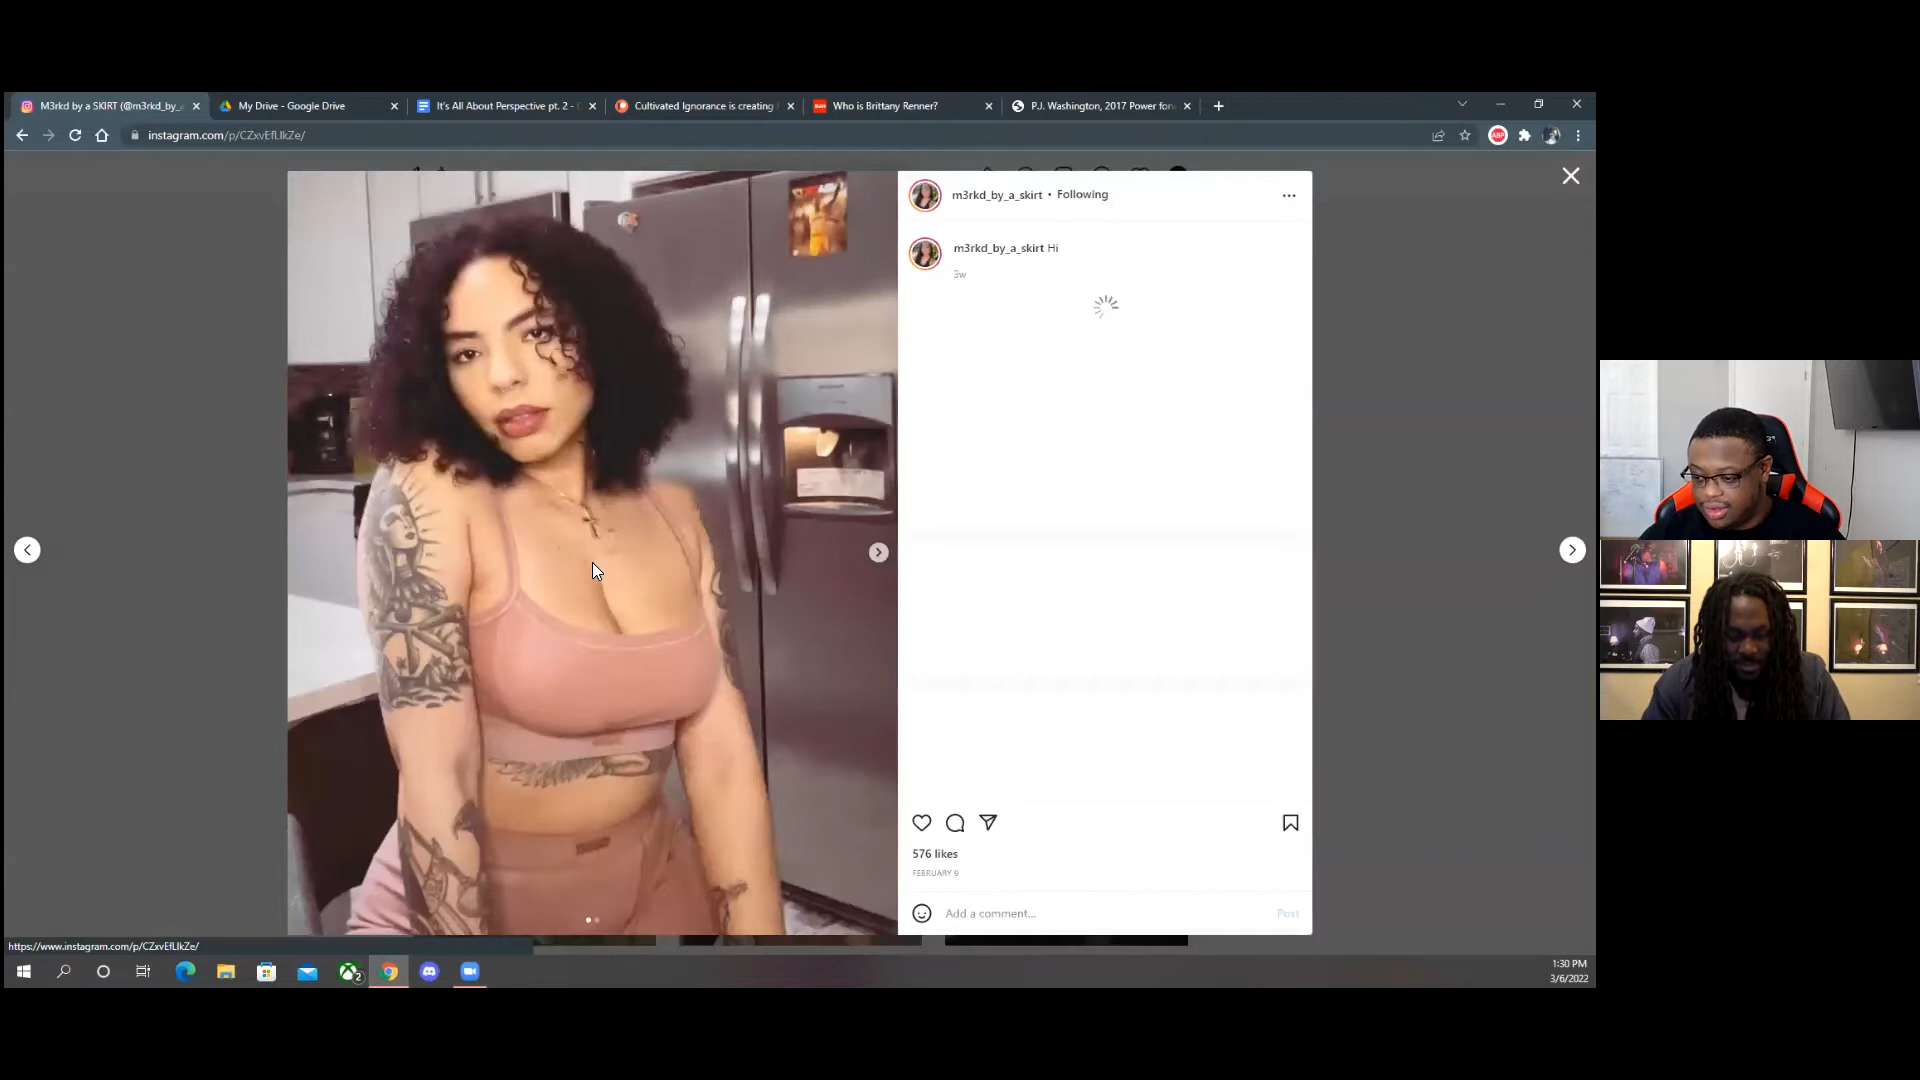 M3rkd by a SKIRT (@m3rkd_by_
My Drive - Google Drive
It's All About Perspective pt. 2 -
Cultivated Ignorance is creating
Who is Brittany Renner?
P.J. Washington, 2017 Power for
instagram.com/p/CZxvEfLlkZe/
ABP
m3rkd_by_a_skirt • Following
m3rkd_by_a_skirt Hi
3w
576 likes
FEBRUARY 9
Add a comment...
Post
https://www.instagram.com/p/CZxvEfLlkZe/
2
1:30 PM
3/6/2022